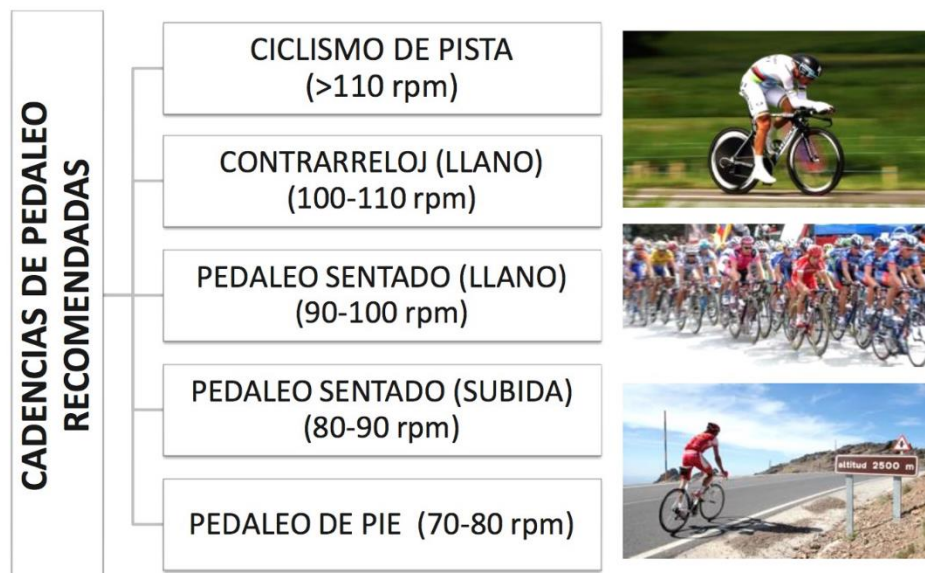 CADENCIAS DE PEDALEO
RECOMENDADAS
CICLISMO DE PISTA
(>110 rpm)
CONTRARRELOJ (LLANO)
(100-110 rpm)
PEDALEO SENTADO (LLANO)
(90-100 rpm)
PEDALEO SENTADO (SUBIDA)
(80-90 rpm)
PEDALEO DE PIE (70-80 rpm)
altitud 2500 m